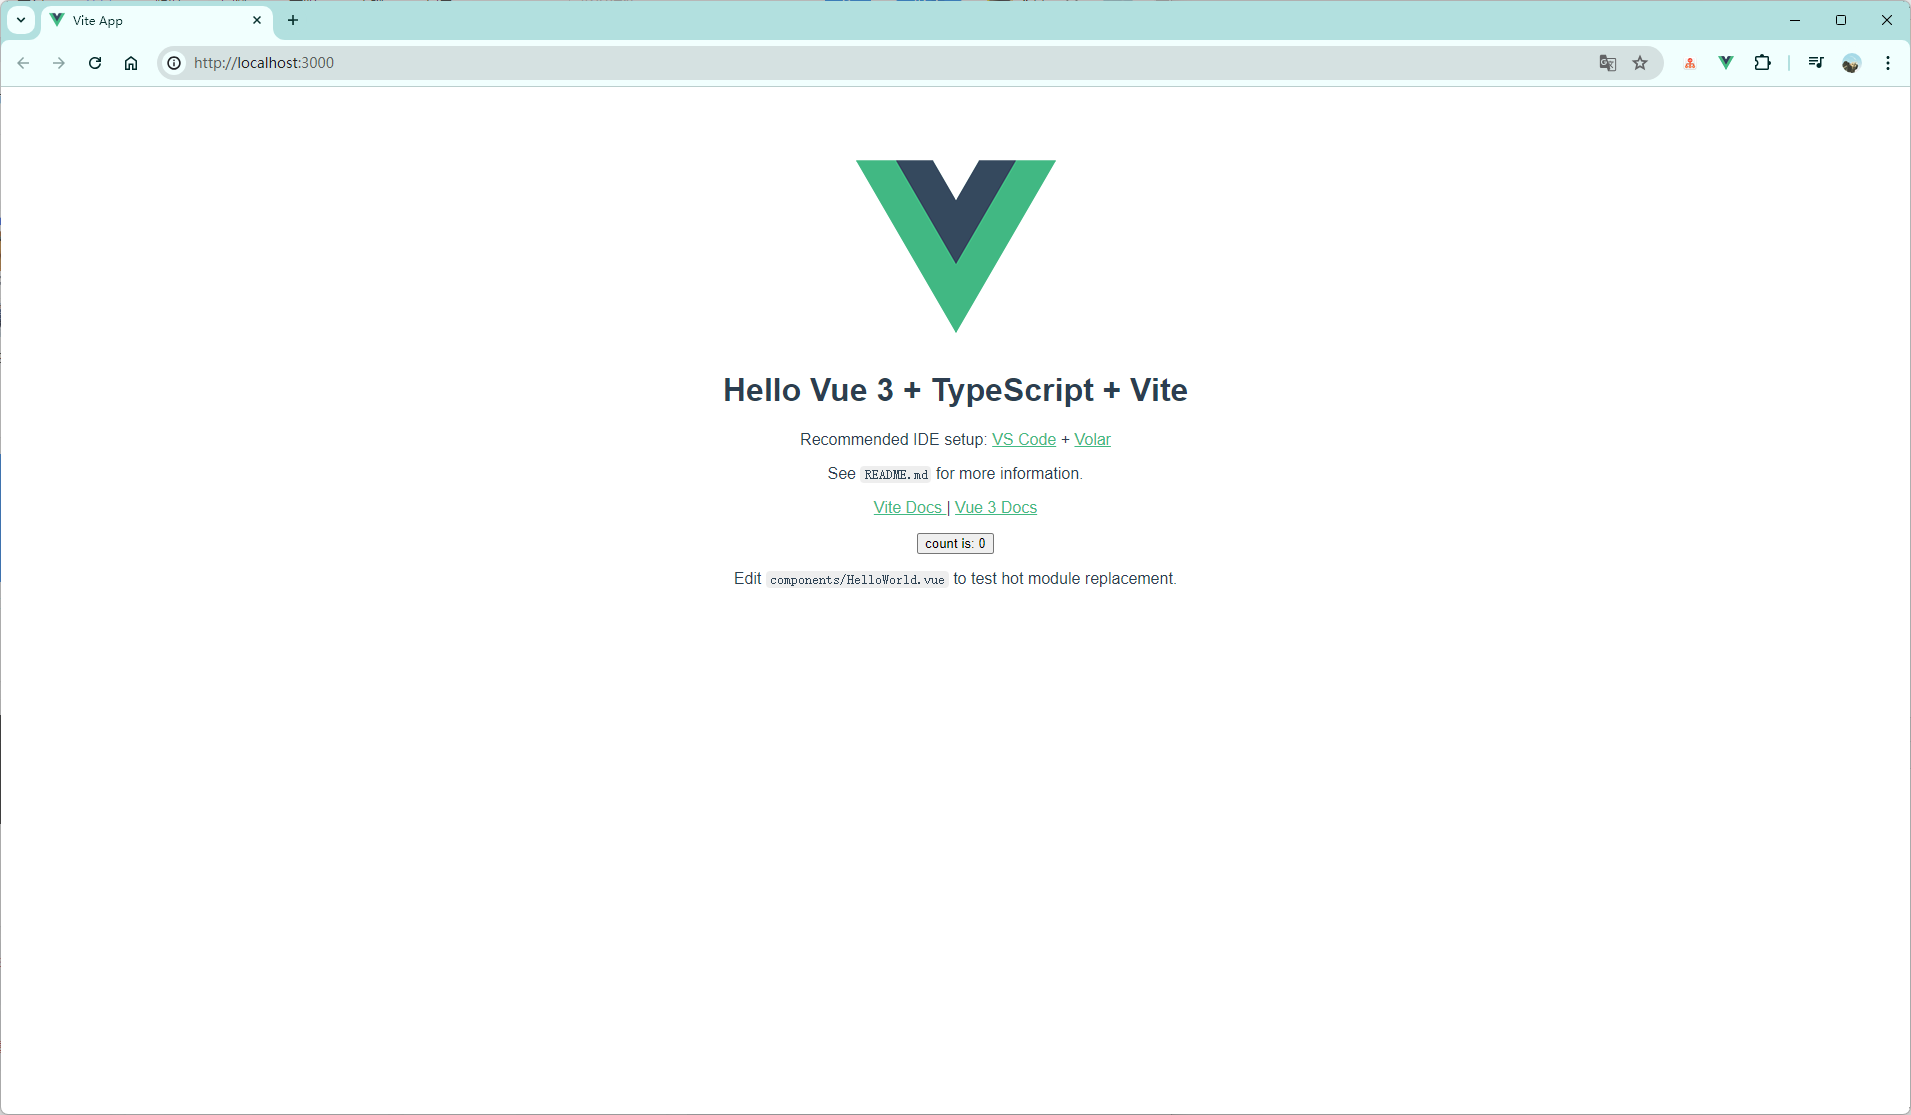 Vite App
http://localhost:3000
Hello Vue 3 + TypeScript + Vite
Recommended IDE setup: VS Code + Volar
See README.md for more information.
Vite Docs | Vue 3 Docs
count is: 0
Edit components/HelloWorld.vue to test hot module replacement.